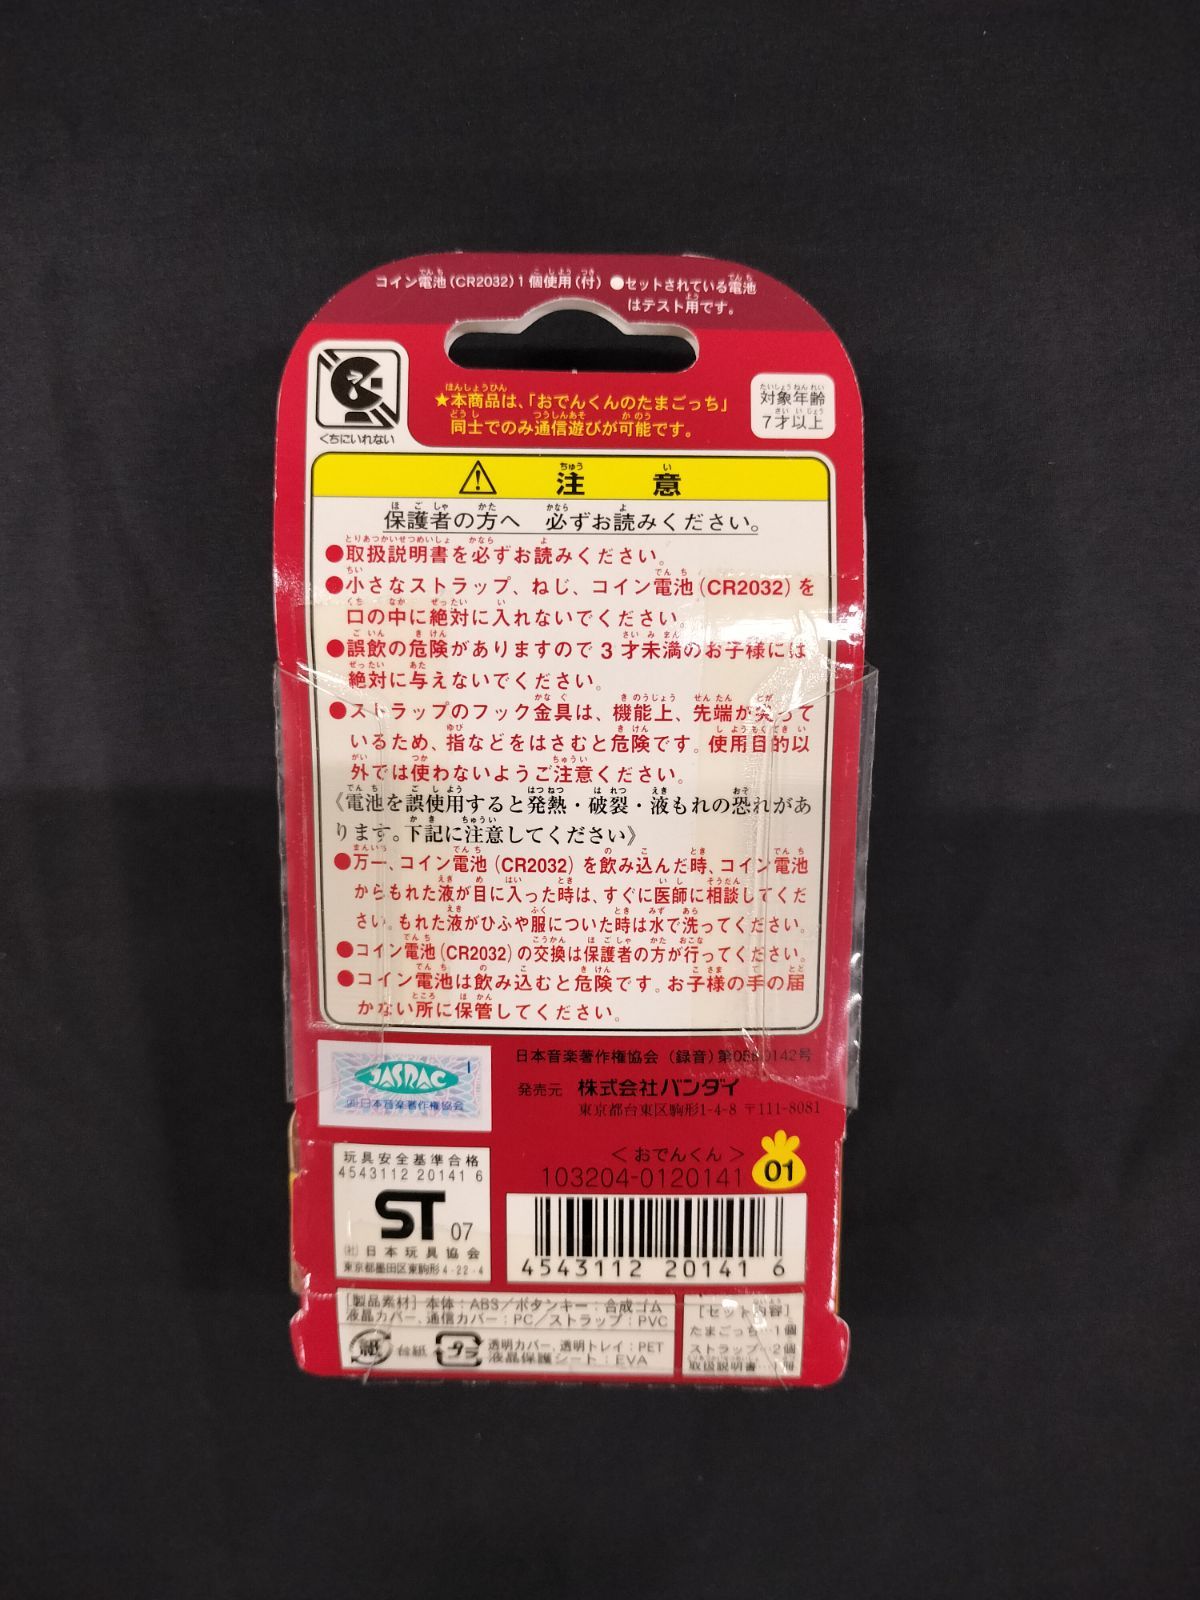 コイン電池(CR2032)1個使用(付) ●セットされている電池
はテスト用です。
くちにいれない
★本商品は、「おでんくんのたまごっち」
同士でのみ通信遊びが可能です。
対象年齢
7才以上
注意
保護者の方へ 必ずお読みください。
●取扱説明書を必ずお読みください。
●小さなストラップ、ねじ、コイン電池(CR2032)を
口の中に絶対に入れないでください。
●誤飲の危険がありますので3才未満のお子様には
絶対に与えないでください。
●ストラップのフック金具は、機能上、先端が尖って
いるため、指などをはさむと危険です。使用目的以
外では使わないようご注意ください。
《電池を誤使用すると発熱・破裂・液もれの恐れがあ
ります。下記に注意してください》
●万一、コイン電池(CR2032)を飲み込んだ時、コイン電池
からもれた液が目に入った時は、すぐに医師に相談してくだ
さい。もれた液がひふや服についた時は水で洗ってください。
●コイン電池(CR2032)の交換は保護者の方が行ってください。
●コイン電池は飲み込むと危険です。お子様の手の届
かない所に保管してください。
JASRAC
日本音楽著作権協会
日本音楽著作権協会(録音)第0580142号
発売元 株式会社バンダイ
東京都台東区駒形1-4-8 〒111-8081
<おでんくん>
103204-0120141
01
玩具安全基準合格
4543112 20141 6
ST 07
(社)日本玩具協会
東京都墨田区東駒形4-22-4
4543112 20141 6
[製品素材]本体:ABS/ボタンキー:合成ゴム
液晶カバー、通信カバー:PC/ストラップ:PVC
紙 台紙 プラ 透明カバー、透明トレイ:PET
液晶保護シート:EVA
[セット内容]
たまごっち…1個
ストラップ…2個
取扱説明書…1冊